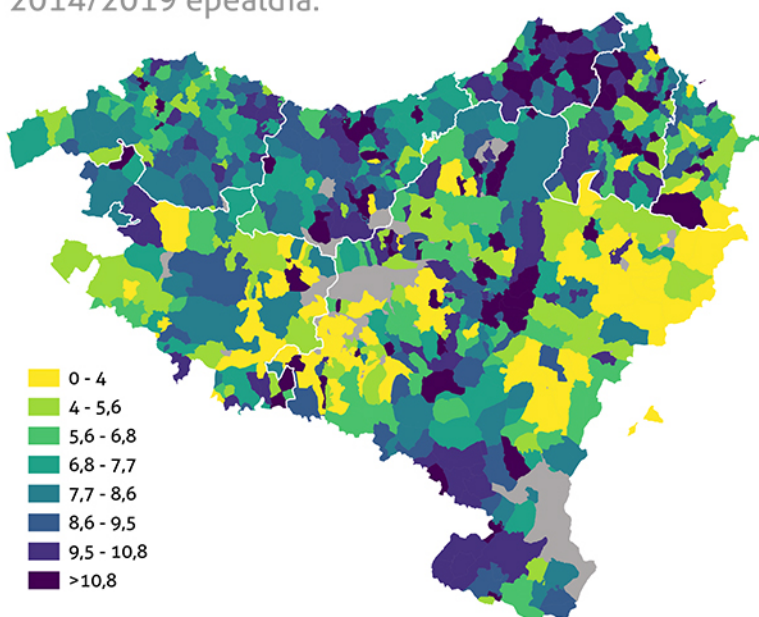 2014/2019 epealdia.
0 - 4
4 - 5,6
5,6 - 6,8
6,8 - 7,7
7,7 - 8,6
8,6 - 9,5
9,5 - 10,8
>10,8